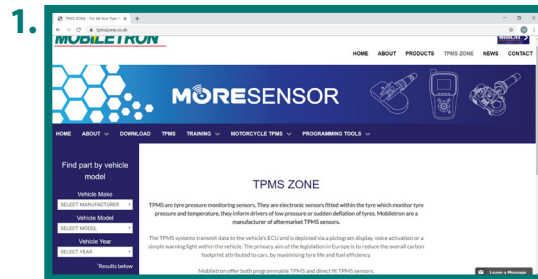 1.
TPMS ZONE - For all Your Tyre
tpmszone.co.uk
MOBILETRON
HOME ABOUT PRODUCTS TPMS ZONE NEWS CONTACT
MORESENSOR
HOME ABOUT DOWNLOAD TPMS TRAINING MOTORCYCLE TPMS PROGRAMMING TOOLS
Find part by vehicle
model
Vehicle Make
SELECT MANUFACTURER
Vehicle Model
SELECT MODEL
Vehicle Year
SELECT YEAR
*Results below
TPMS ZONE
TPMS are tyre pressure monitoring sensors. They are electronic sensors fitted within the tyre which monitor tyre
pressure and temperature, they inform drivers of low pressure or sudden deflation of tyres. Mobiletron are a
manufacturer of aftermarket TPMS sensors.
The TPMS systems transmit data to the vehicle's ECU and is depicted via a pictogram display, voice activation or a
simple warning light within the vehicle. The primary aim of the legislation in Europe is to reduce the overall carbon
footprint attributed to cars, by maximising tyre life and fuel efficiency.
Mobiletron offer both programmable TPMS and direct fit TPMS sensors.
Leave a Message